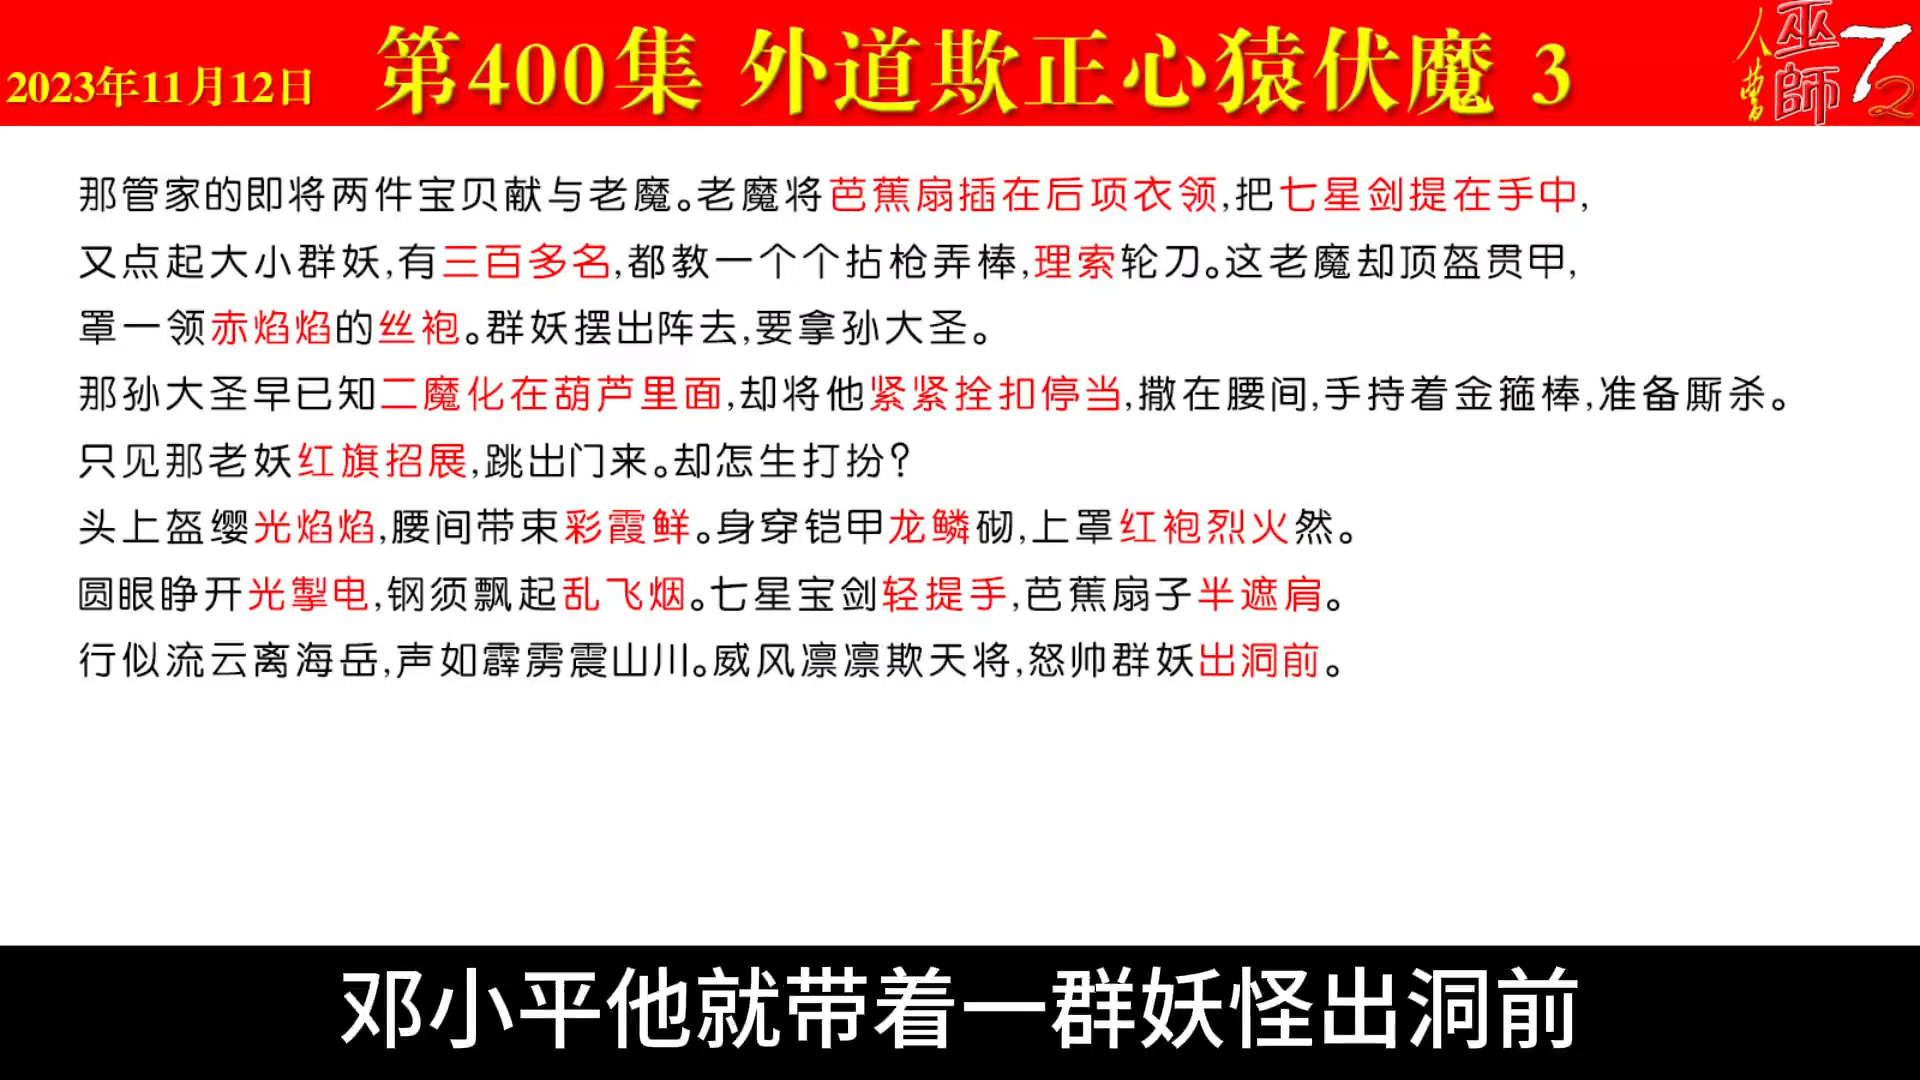 2023年11月12日
第400集 外道欺正心猿伏魔 3
人曹
巫師
72
那管家的即将两件宝贝献与老魔。老魔将芭蕉扇插在后项衣领,把七星剑提在手中,
又点起大小群妖,有三百多名,都教一个个拈枪弄棒,理索轮刀。这老魔却顶盔贯甲,
罩一领赤焰焰的丝袍。群妖摆出阵去,要拿孙大圣。
那孙大圣早已知二魔化在葫芦里面,却将他紧紧拴扣停当,撒在腰间,手持着金箍棒,准备厮杀。
只见那老妖红旗招展,跳出门来。却怎生打扮?
头上盔缨光焰焰,腰间带束彩霞鲜。身穿铠甲龙鳞砌,上罩红袍烈火然。
圆眼睁开光掣电,钢须飘起乱飞烟。七星宝剑轻提手,芭蕉扇子半遮肩。
行似流云离海岳,声如霹雳震山川。威风凛凛欺天将,怒帅群妖出洞前。
邓小平他就带着一群妖怪出洞前